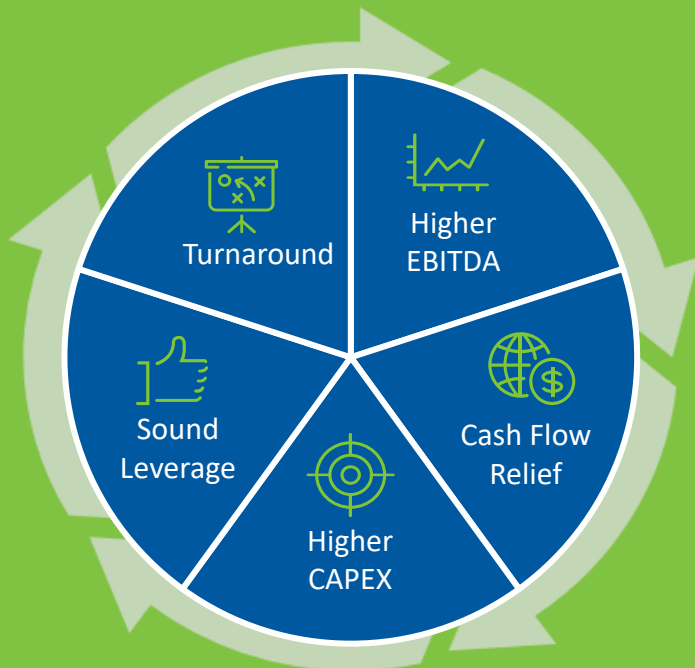 Turnaround
Higher
EBITDA
Cash Flow
Relief
Higher
CAPEX
Sound
Leverage